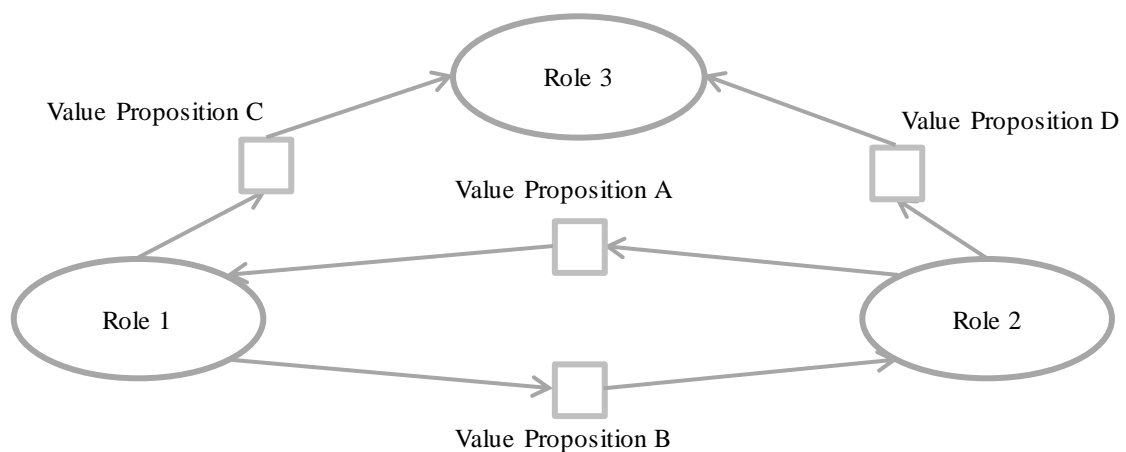 Role 3
Value Proposition C
Value Proposition D
Value Proposition A
Role 1
Role 2
Value Proposition B